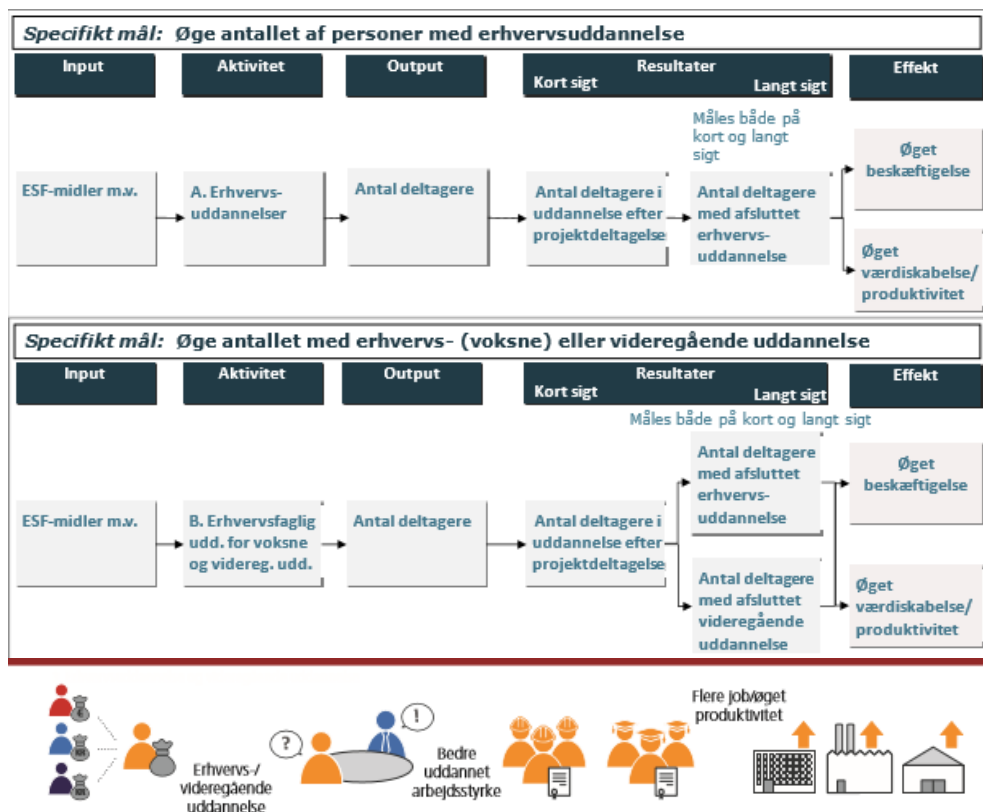 Specifikt mål: Øge antallet af personer med erhvervsuddannelse
Input
Aktivitet
Output
Resultater
Kort sigt
Langt sigt
Effekt
Måles både på
kort og langt
sigt
ESF-midler m.v.
A. Erhvervs-
uddannelser
Antal deltagere
Antal deltagere i
uddannelse efter
projektdeltagelse
Antal deltagere
med afsluttet
erhvervs-
uddannelse
Øget
beskæftigelse
Øget
værdiskabelse/
produktivitet
Specifikt mål: Øge antallet med erhvervs- (voksne) eller videregående uddannelse
Input
Aktivitet
Output
Resultater
Kort sigt
Langt sigt
Effekt
Måles både på kort og langt sigt
ESF-midler m.v.
B. Erhvervsfaglig
udd. for voksne
og videreg. udd.
Antal deltagere
Antal deltagere i
uddannelse efter
projektdeltagelse
Antal deltagere
med afsluttet
erhvervs-
uddannelse
Antal deltagere
med afsluttet
videregående
uddannelse
Øget
beskæftigelse
Øget
værdiskabelse/
produktivitet
€
?
!
Erhvervs-/
videregående
uddannelse
Bedre
uddannet
arbejdsstyrke
Flere job/øget
produktivitet